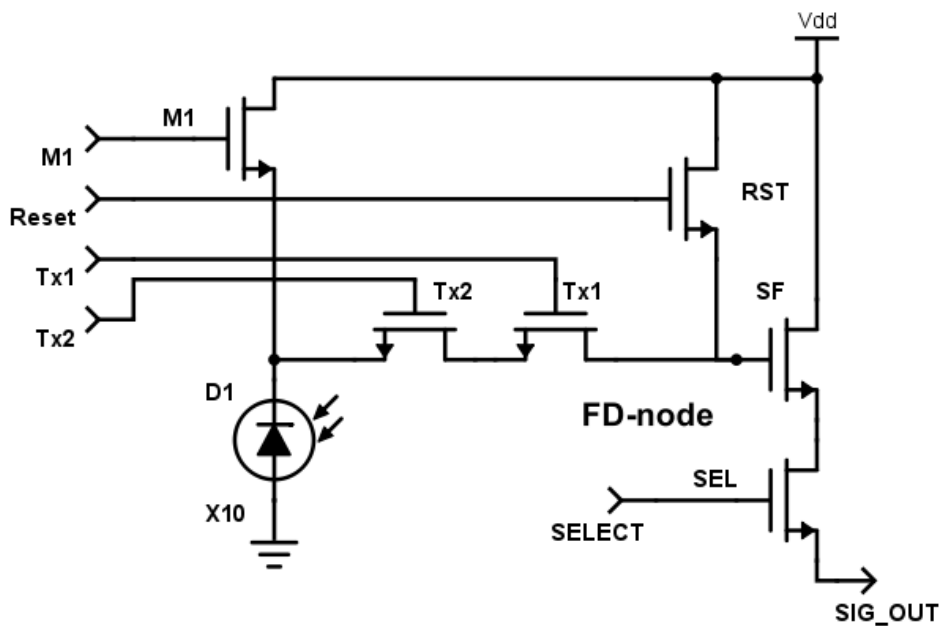 Vdd
M1
M1
Reset
RST
Tx1
Tx2
Tx1
SF
Tx2
D1
FD-node
SEL
X10
SELECT
SIG_OUT